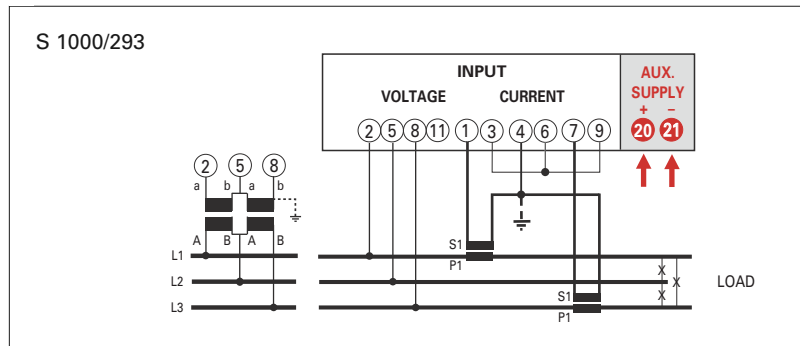 S 1000/293
INPUT
VOLTAGE CURRENT
AUX.
SUPPLY
+ −
2 5 8 11 1 3 4 6 7 9 20 21
2 5 8
a b a b
A B A B
S1
P1
L1
L2
L3
S1
P1
X
X
X
LOAD